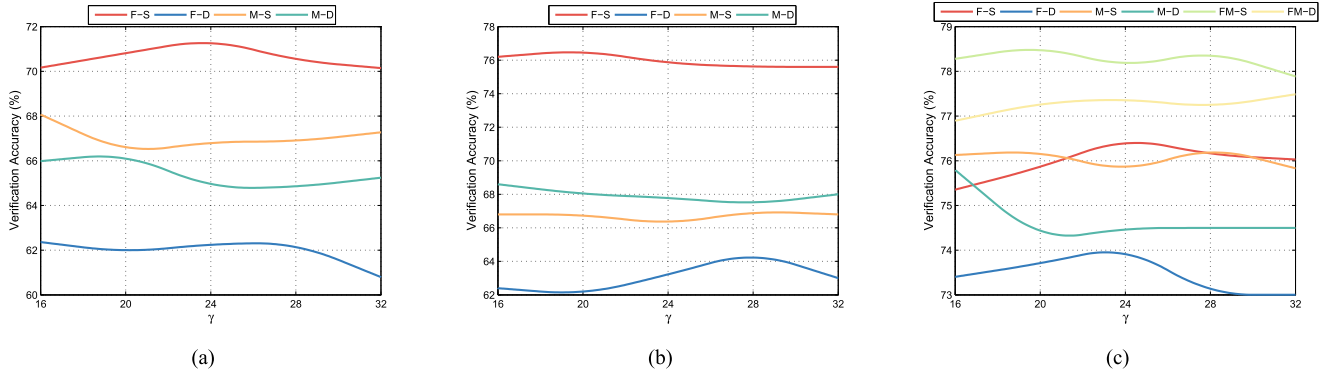 F-S F-D M-S M-D
72
70
68
66
64
62
60
Verification Accuracy (%)
16 20 24 28 32
γ
(a)
F-S F-D M-S M-D
78
76
74
72
70
68
66
64
62
Verification Accuracy (%)
16 20 24 28 32
γ
(b)
F-S F-D M-S M-D FM-S FM-D
79
78
77
76
75
74
73
Verification Accuracy (%)
16 20 24 28 32
γ
(c)